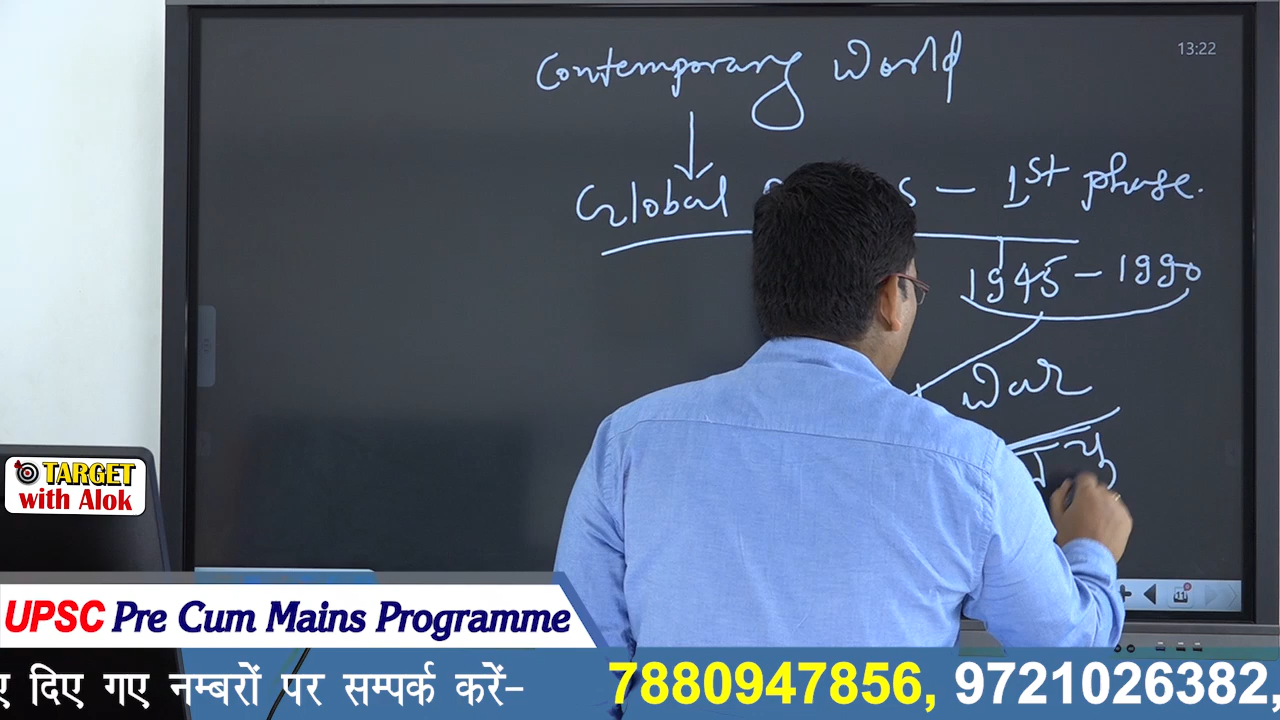 Contemporary World
13:22
Global s - 1st phase.
1945 - 1990
War
TARGET
with Alok
UPSC Pre Cum Mains Programme
ए दिए गए नम्बरों पर सम्पर्क करें-
7880947856, 9721026382,